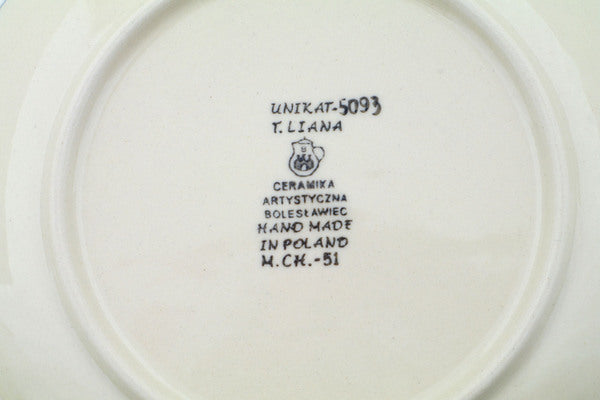 UNIKAT-5093
T. LIANA
CERAMIKA
ARTYSTYCZNA
BOLESŁAWIEC
HAND MADE
IN POLAND
M.CH.-51